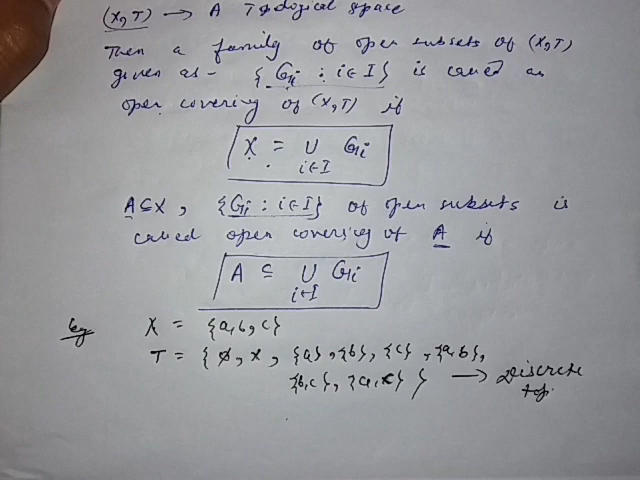 (X,T) → A Topological space
Then a family of open subsets of (X,T)
given as - { Gi : i∈I } is called an
open covering of (X,T) if
X = ∪ Gi
i∈I
A⊆X, {Gi : i∈I} of open subsets is
called open covering of A if
A ⊆ ∪ Gi
i∈I
eg X = {a,b,c}
T = { ϕ, X, {a}, {b}, {c}, {a,b},
{b,c}, {a,c} } → Discrete
top.